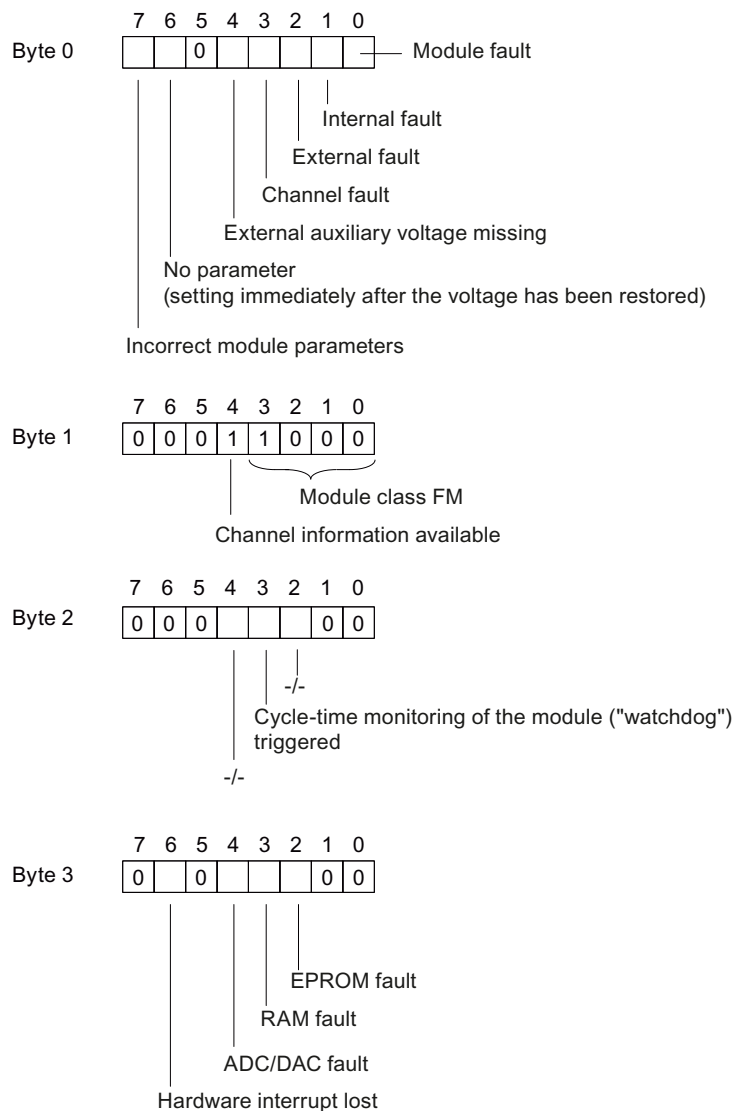 7 6 5 4 3 2 1 0
Byte 0 0 Module fault
Internal fault
External fault
Channel fault
External auxiliary voltage missing
No parameter
(setting immediately after the voltage has been restored)
Incorrect module parameters
7 6 5 4 3 2 1 0
Byte 1 0 0 0 1 1 0 0 0
Module class FM
Channel information available
7 6 5 4 3 2 1 0
Byte 2 0 0 0 0 0
-/-
Cycle-time monitoring of the module ("watchdog")
triggered
-/-
7 6 5 4 3 2 1 0
Byte 3 0 0 0 0
EPROM fault
RAM fault
ADC/DAC fault
Hardware interrupt lost